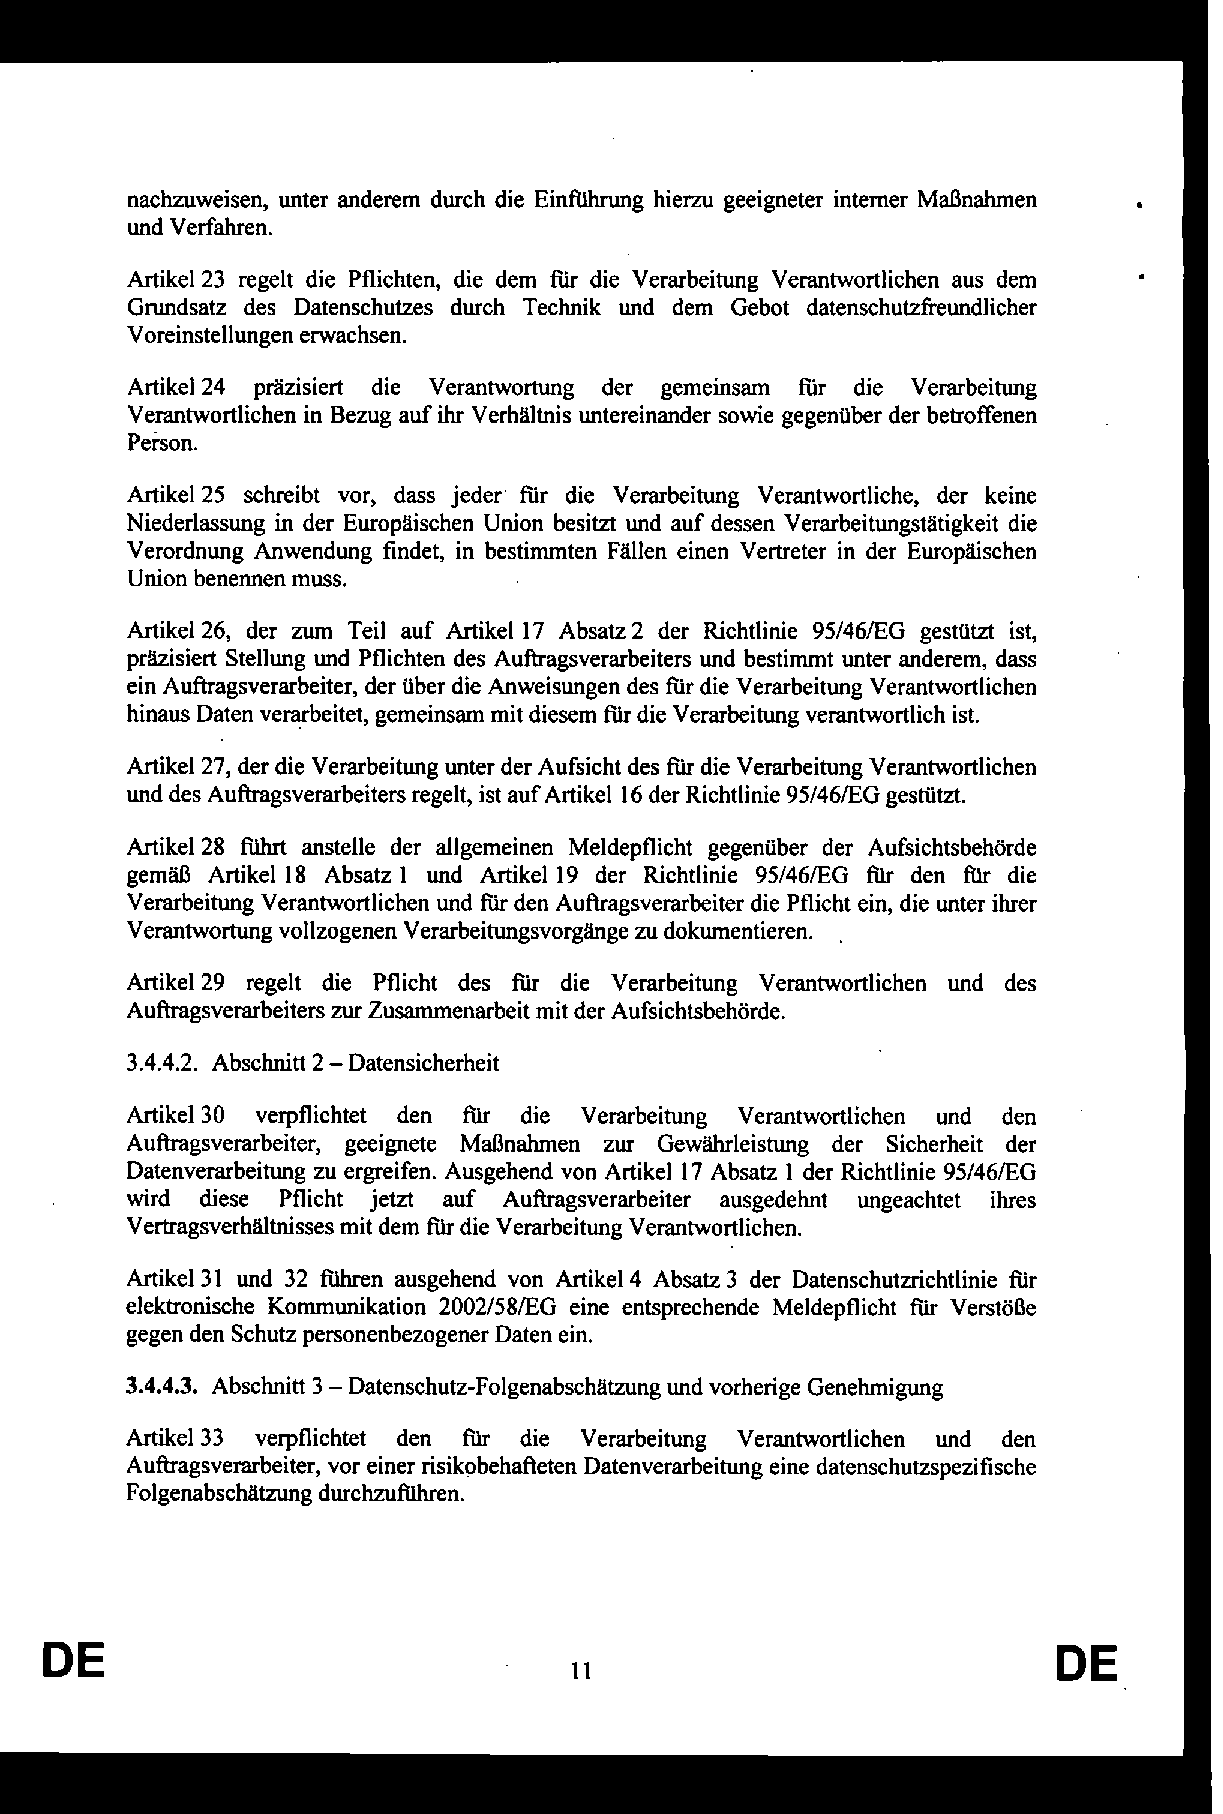 nachzuweisen, unter anderem durch die Einführung hierzu geeigneter interner Maßnahmen
und Verfahren.
Artikel 23 regelt die Pflichten, die dem für die Verarbeitung Verantwortlichen aus dem
Grundsatz des Datenschutzes durch Technik und dem Gebot datenschutzfreundlicher
Voreinstellungen erwachsen.
Artikel 24 präzisiert die Verantwortung der gemeinsam für die Verarbeitung
Verantwortlichen in Bezug auf ihr Verhältnis untereinander sowie gegenüber der betroffenen
Person.
Artikel 25 schreibt vor, dass jeder für die Verarbeitung Verantwortliche, der keine
Niederlassung in der Europäischen Union besitzt und auf dessen Verarbeitungstätigkeit die
Verordnung Anwendung findet, in bestimmten Fällen einen Vertreter in der Europäischen
Union benennen muss.
Artikel 26, der zum Teil auf Artikel 17 Absatz 2 der Richtlinie 95/46/EG gestützt ist,
präzisiert Stellung und Pflichten des Auftragsverarbeiters und bestimmt unter anderem, dass
ein Auftragsverarbeiter, der über die Anweisungen des für die Verarbeitung Verantwortlichen
hinaus Daten verarbeitet, gemeinsam mit diesem für die Verarbeitung verantwortlich ist.
Artikel 27, der die Verarbeitung unter der Aufsicht des für die Verarbeitung Verantwortlichen
und des Auftragsverarbeiters regelt, ist auf Artikel 16 der Richtlinie 95/46/EG gestützt.
Artikel 28 führt anstelle der allgemeinen Meldepflicht gegenüber der Aufsichtsbehörde
gemäß Artikel 18 Absatz 1 und Artikel 19 der Richtlinie 95/46/EG für den für die
Verarbeitung Verantwortlichen und für den Auftragsverarbeiter die Pflicht ein, die unter ihrer
Verantwortung vollzogenen Verarbeitungsvorgänge zu dokumentieren.
Artikel 29 regelt die Pflicht des für die Verarbeitung Verantwortlichen und des
Auftragsverarbeiters zur Zusammenarbeit mit der Aufsichtsbehörde.
3.4.4.2. Abschnitt 2 – Datensicherheit
Artikel 30 verpflichtet den für die Verarbeitung Verantwortlichen und den
Auftragsverarbeiter, geeignete Maßnahmen zur Gewährleistung der Sicherheit der
Datenverarbeitung zu ergreifen. Ausgehend von Artikel 17 Absatz 1 der Richtlinie 95/46/EG
wird diese Pflicht jetzt auf Auftragsverarbeiter ausgedehnt ungeachtet ihres
Vertragsverhältnisses mit dem für die Verarbeitung Verantwortlichen.
Artikel 31 und 32 führen ausgehend von Artikel 4 Absatz 3 der Datenschutzrichtlinie für
elektronische Kommunikation 2002/58/EG eine entsprechende Meldepflicht für Verstöße
gegen den Schutz personenbezogener Daten ein.
3.4.4.3. Abschnitt 3 – Datenschutz-Folgenabschätzung und vorherige Genehmigung
Artikel 33 verpflichtet den für die Verarbeitung Verantwortlichen und den
Auftragsverarbeiter, vor einer risikobehafteten Datenverarbeitung eine datenschutzspezifische
Folgenabschätzung durchzuführen.
DE 11 DE